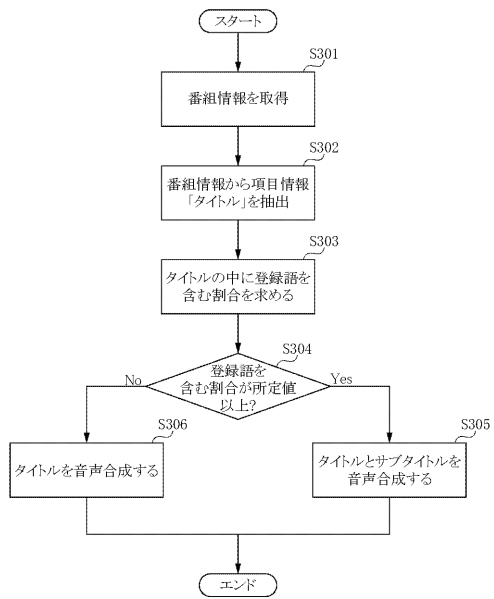 スタート
S301
番組情報を取得
S302
番組情報から項目情報
「タイトル」を抽出
S303
タイトルの中に登録語を
含む割合を求める
S304
登録語を
含む割合が所定値
以上?
No
Yes
S306
タイトルを音声合成する
S305
タイトルとサブタイトルを
音声合成する
エンド